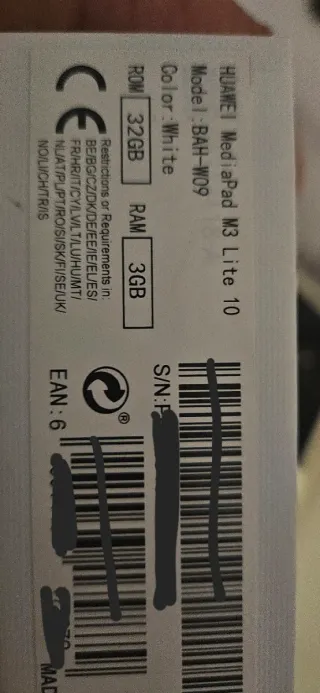 HUAWEI MediaPad M3 Lite 10
Model:BAH-W09
Color:White
ROM 32GB RAM 3GB
CE
Restrictions or Requirements in:
BE/BG/CZ/DK/DE/EE/IE/EL/ES/
FR/HR/IT/CY/LV/LT/LU/HU/MT/
NL/AT/PL/PT/RO/SI/SK/FI/SE/UK/
NO/LI/CH/TR/IS
S/N:
®
EAN:6
MAD